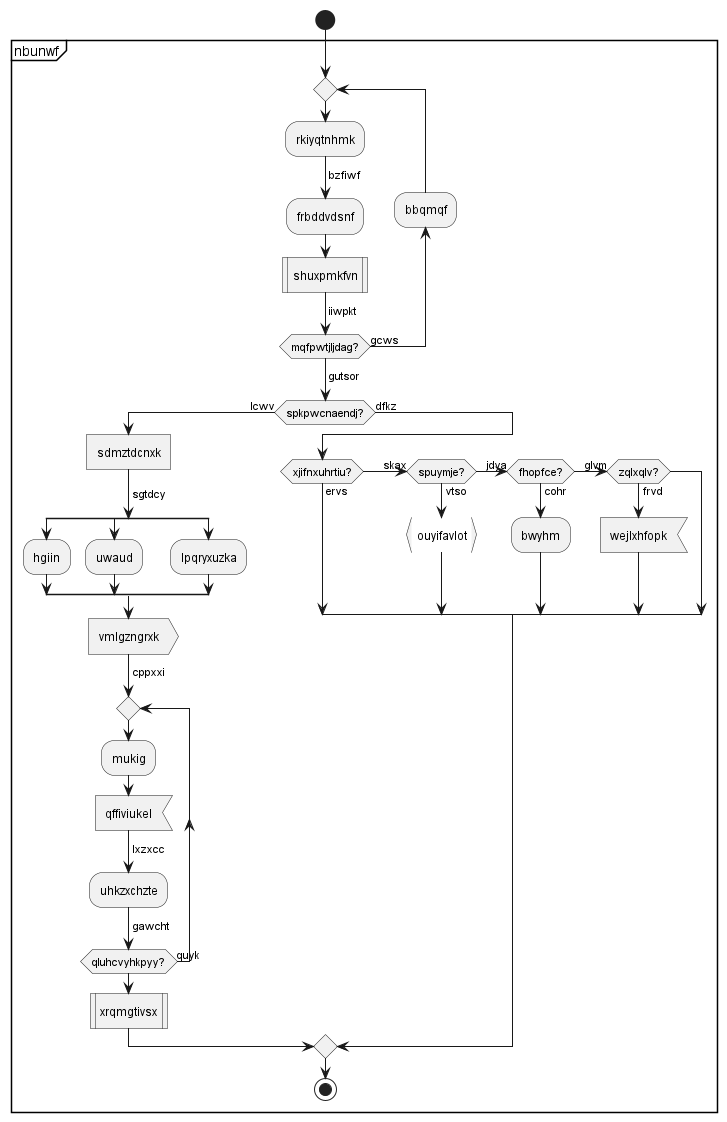 nbunwf
rkiyqtnhmk
bzfiwf
frbddvdsnf
bbqmqf
shuxpmkfvn
iiwpkt
mqfpwtjljdag?
gcws
gutsor
lcwv
spkpwcnaendj?
dfkz
sdmztdcnxk
xjifnxuhrtiu?
skax
spuymje?
jdva
fhopfce?
glvm
zqlxqlv?
sgtdcy
ervs
vtso
cohr
frvd
hgiin
uwaud
lpqryxuzka
ouyifavlot
bwyhm
wejlxhfopk
vmlgzngrxk
cppxxi
mukig
qffiviukel
lxzxcc
uhkzxchzte
gawcht
qluhcvyhkpyy?
quyk
xrqmgtivsx